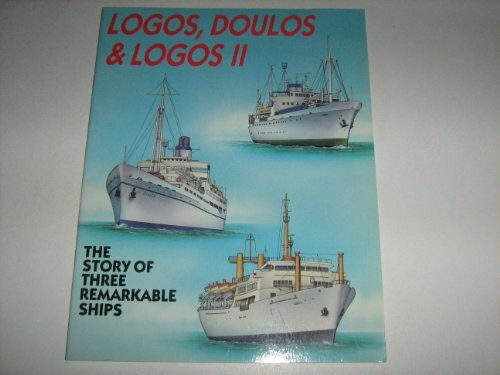 LOGOS, DOULOS
& LOGOS II
THE
STORY OF
THREE
REMARKABLE
SHIPS